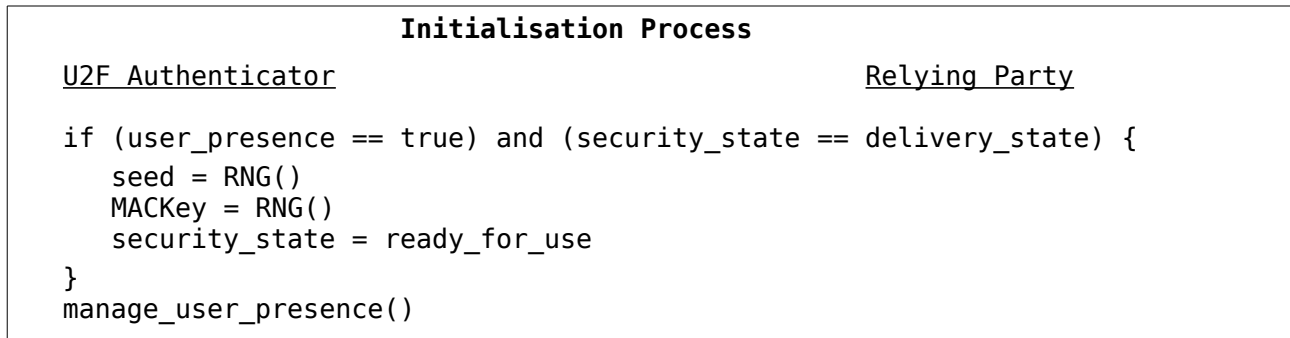 Initialisation Process
U2F Authenticator Relying Party
if (user_presence == true) and (security_state == delivery_state) {
seed = RNG()
MACKey = RNG()
security_state = ready_for_use
}
manage_user_presence()